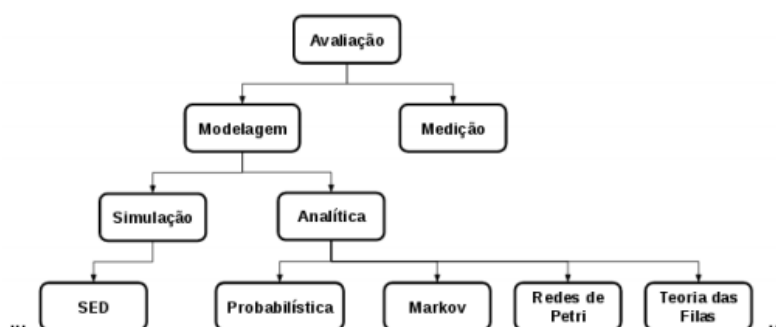 Avaliação
Modelagem
Medição
Simulação
Analítica
SED
Probabilística
Markov
Redes de
Petri
Teoria das
Filas